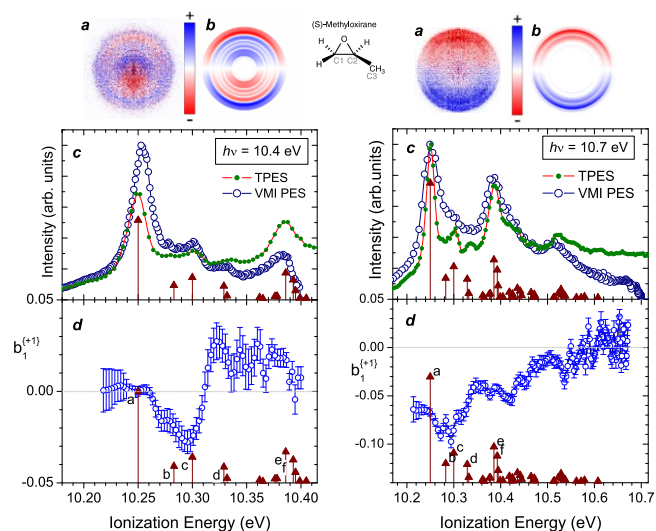 a + b − 
(S)-Methyloxirane
H O H
H C1 C2 CH3
C3
a + b −
c hν = 10.4 eV
TPES
VMI PES
Intensity (arb. units)
0.05
d
b1{+1}
0.00
-0.05
a b c d e f
10.20 10.25 10.30 10.35 10.40
Ionization Energy (eV)
c hν = 10.7 eV
TPES
VMI PES
Intensity (arb.units)
0.05
d
b1{+1}
0.00
-0.05
-0.10
a b c d e f
10.2 10.3 10.4 10.5 10.6 10.7
Ionization Energy (eV)